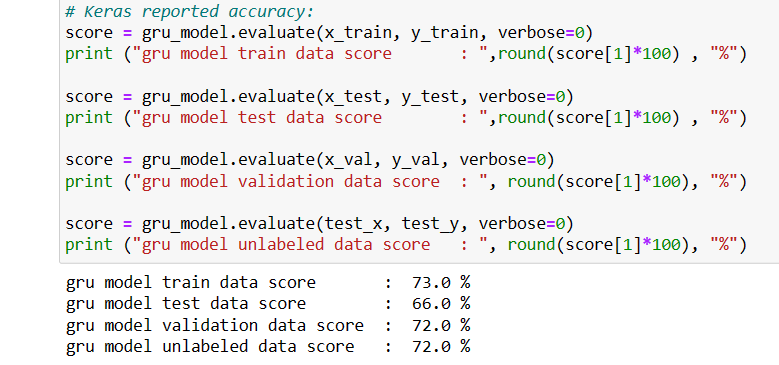 # Keras reported accuracy:
score = gru_model.evaluate(x_train, y_train, verbose=0)
print ("gru model train data score       : ",round(score[1]*100) , "%")
score = gru_model.evaluate(x_test, y_test, verbose=0)
print ("gru model test data score        : ",round(score[1]*100) , "%")
score = gru_model.evaluate(x_val, y_val, verbose=0)
print ("gru model validation data score  : ", round(score[1]*100), "%")
score = gru_model.evaluate(test_x, test_y, verbose=0)
print ("gru model unlabeled data score   : ", round(score[1]*100), "%")
gru model train data score       :  73.0 %
gru model test data score        :  66.0 %
gru model validation data score  :  72.0 %
gru model unlabeled data score   :  72.0 %